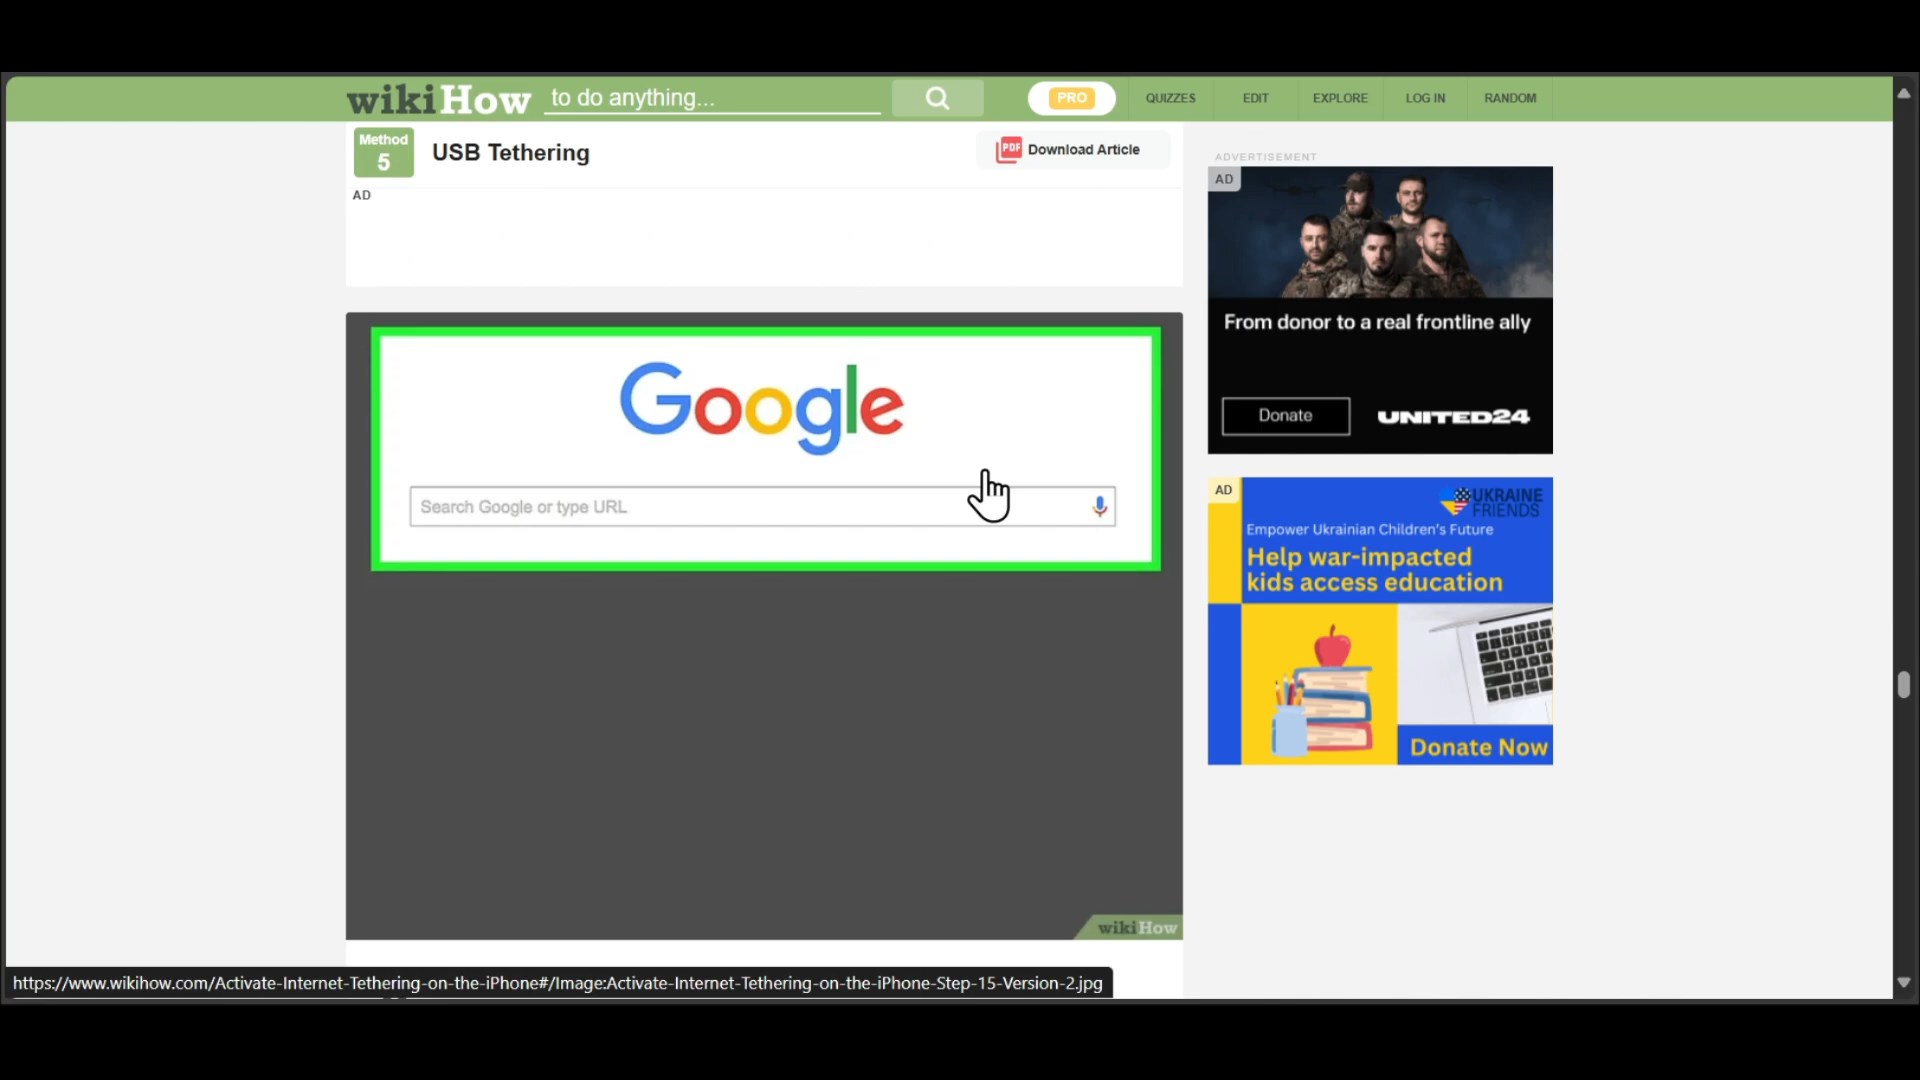 wikiHow to do anything...
PRO
QUIZZES
EDIT
EXPLORE
LOG IN
RANDOM
Method
5
USB Tethering
PDF Download Article
AD
Google
Search Google or type URL
wikiHow
ADVERTISEMENT
AD
From donor to a real frontline ally
Donate
UNITED24
AD
UKRAINE
FRIENDS
Empower Ukrainian Children's Future
Help war-impacted
kids access education
Donate Now
https://www.wikihow.com/Activate-Internet-Tethering-on-the-iPhone#/Image:Activate-Internet-Tethering-on-the-iPhone-Step-15-Version-2.jpg